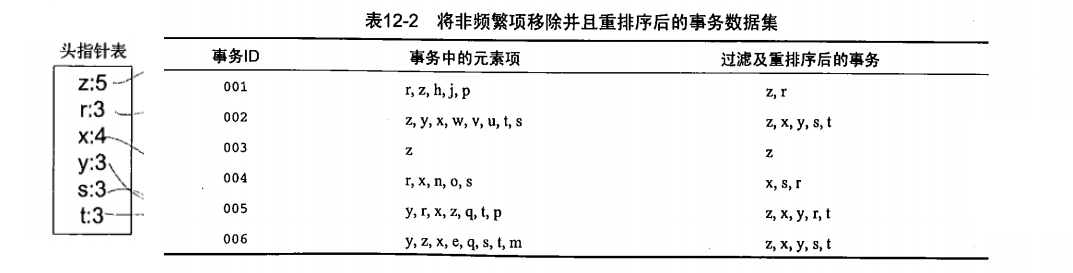 表12-2 将非频繁项移除并且重排序后的事务数据集
头指针表
z:5
r:3
x:4
y:3
s:3
t:3
事务ID 事务中的元素项 过滤及重排序后的事务
001 r, z, h, j, p z, r
002 z, y, x, w, v, u, t, s z, x, y, s, t
003 z z
004 r, x, n, o, s x, s, r
005 y, r, x, z, q, t, p z, x, y, r, t
006 y, z, x, e, q, s, t, m z, x, y, s, t